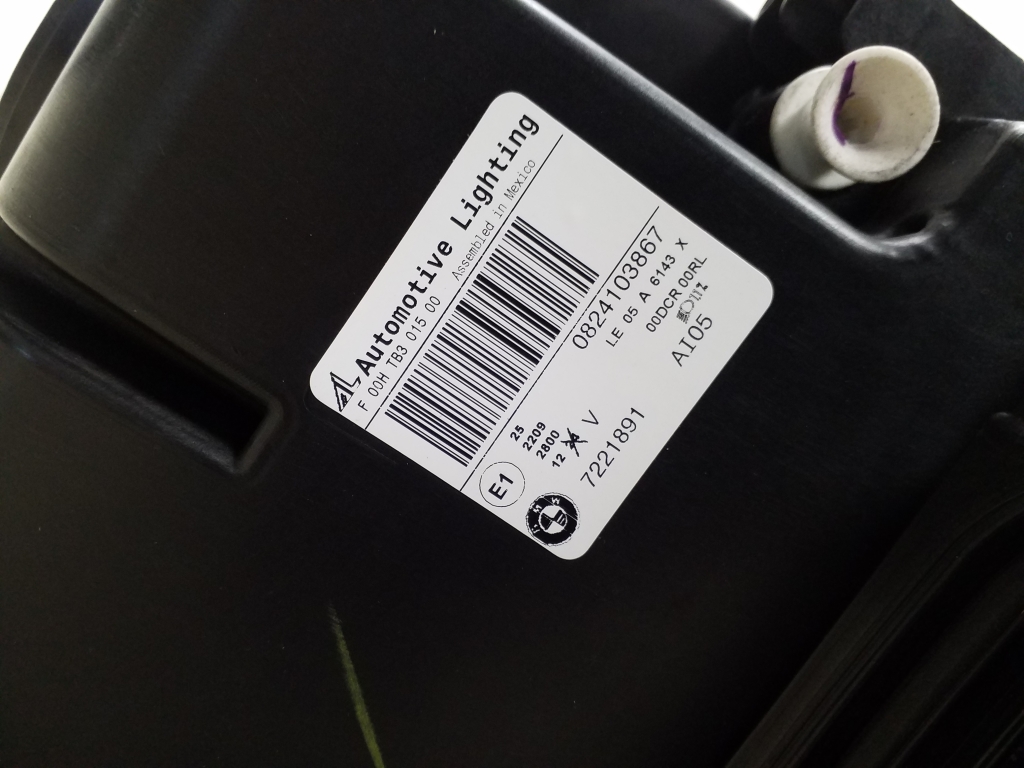 Automotive Lighting
F 00H TB3 015 00 Assembled in Mexico
0824103867
LE 05 A 6143 X
00DCR 00RL
AI05
25
2209
2800
12 V
7221891
E1